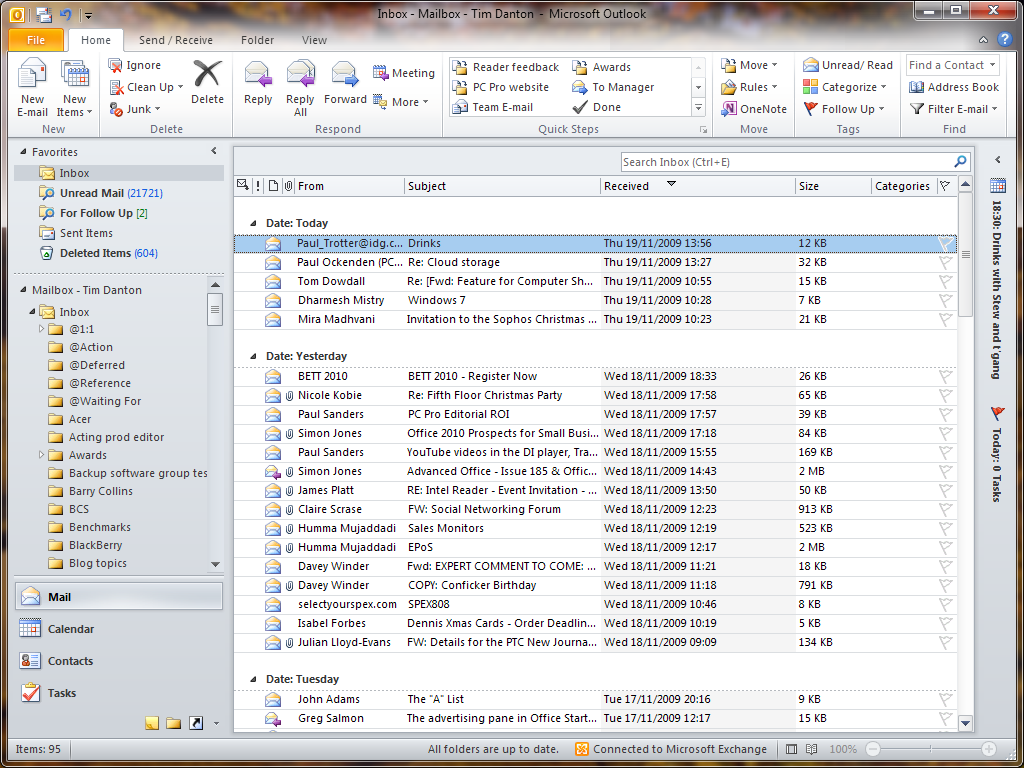 Inbox - Mailbox - Tim Danton - Microsoft Outlook
File Home Send / Receive Folder View
New E-mail
New Items
New
Ignore
Clean Up
Junk
Delete
Delete
Reply
Reply All
Forward
Meeting
More
Respond
Reader feedback
PC Pro website
Team E-mail
Awards
To Manager
Done
Quick Steps
Move
Rules
OneNote
Move
Unread/ Read
Categorize
Follow Up
Tags
Find a Contact
Address Book
Filter E-mail
Find
Favorites
Inbox
Unread Mail (21721)
For Follow Up [2]
Sent Items
Deleted Items (604)
Mailbox - Tim Danton
Inbox
@1:1
@Action
@Deferred
@Reference
@Waiting For
Acer
Acting prod editor
Awards
Backup software group tes
Barry Collins
BCS
Benchmarks
BlackBerry
Blog topics
Mail
Calendar
Contacts
Tasks
Search Inbox (Ctrl+E)
! From Subject Received Size Categories
Date: Today
Paul_Trotter@idg.c... Drinks Thu 19/11/2009 13:56 12 KB
Paul Ockenden (PC... Re: Cloud storage Thu 19/11/2009 13:27 32 KB
Tom Dowdall Re: [Fwd: Feature for Computer Sh... Thu 19/11/2009 10:55 15 KB
Dharmesh Mistry Windows 7 Thu 19/11/2009 10:28 7 KB
Mira Madhvani Invitation to the Sophos Christmas ... Thu 19/11/2009 10:23 21 KB
Date: Yesterday
BETT 2010 BETT 2010 - Register Now Wed 18/11/2009 18:33 26 KB
Nicole Kobie Re: Fifth Floor Christmas Party Wed 18/11/2009 17:58 65 KB
Paul Sanders PC Pro Editorial ROI Wed 18/11/2009 17:57 39 KB
Simon Jones Office 2010 Prospects for Small Busi... Wed 18/11/2009 17:18 84 KB
Paul Sanders YouTube videos in the DI player, Tra... Wed 18/11/2009 15:55 169 KB
Simon Jones Advanced Office - Issue 185 & Offic... Wed 18/11/2009 14:43 2 MB
James Platt RE: Intel Reader - Event Invitation - ... Wed 18/11/2009 13:50 50 KB
Claire Scrase FW: Social Networking Forum Wed 18/11/2009 12:23 913 KB
Humma Mujaddadi Sales Monitors Wed 18/11/2009 12:19 523 KB
Humma Mujaddadi EPoS Wed 18/11/2009 12:17 2 MB
Davey Winder Fwd: EXPERT COMMENT TO COME: ... Wed 18/11/2009 11:21 18 KB
Davey Winder COPY: Conficker Birthday Wed 18/11/2009 11:18 791 KB
selectyourspex.com SPEX808 Wed 18/11/2009 10:46 8 KB
Isabel Forbes Dennis Xmas Cards - Order Deadlin... Wed 18/11/2009 10:19 5 KB
Julian Lloyd-Evans FW: Details for the PTC New Journa... Wed 18/11/2009 09:09 134 KB
Date: Tuesday
John Adams The "A" List Tue 17/11/2009 20:16 9 KB
Greg Salmon The advertising pane in Office Start... Tue 17/11/2009 12:17 15 KB
18:30: Drinks with Stew and t'gang
Today: 0 Tasks
Items: 95 All folders are up to date. Connected to Microsoft Exchange 100%